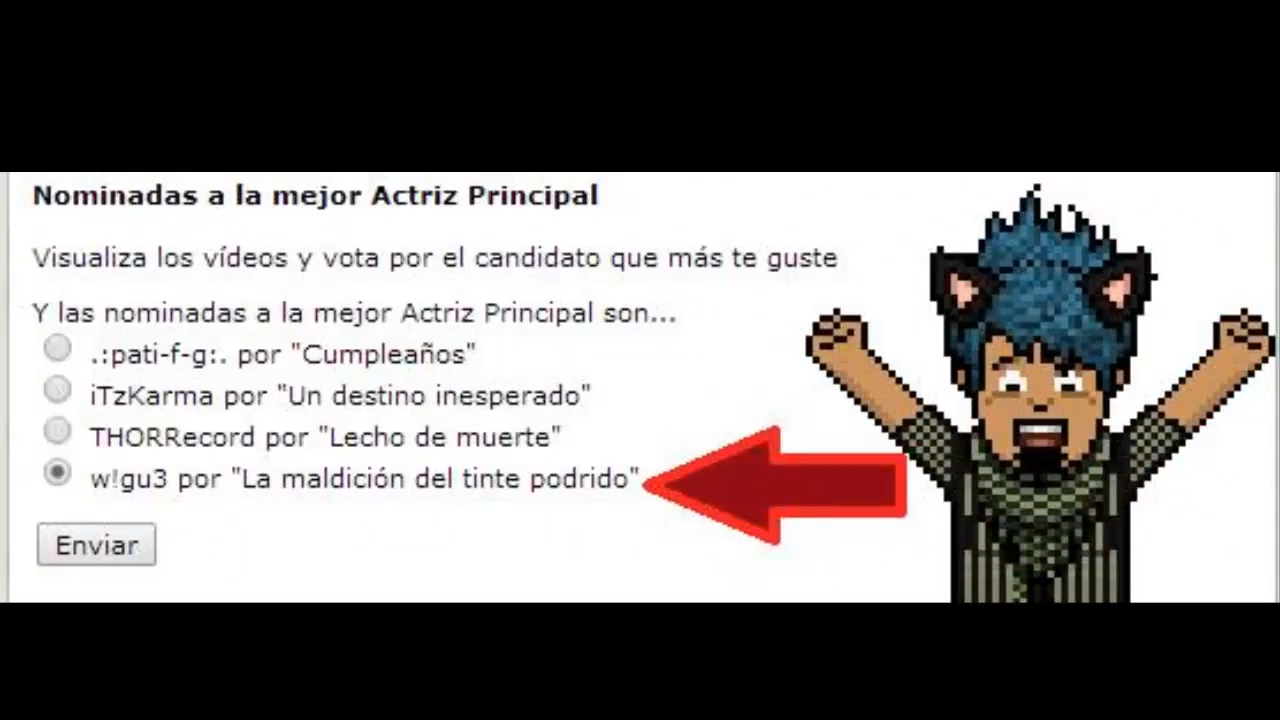 Nominadas a la mejor Actriz Principal
Visualiza los vídeos y vota por el candidato que más te guste
Y las nominadas a la mejor Actriz Principal son...
.:pati-f-g:. por "Cumpleaños"
iTzKarma por "Un destino inesperado"
THORRecord por "Lecho de muerte"
w!gu3 por "La maldición del tinte podrido"
Enviar